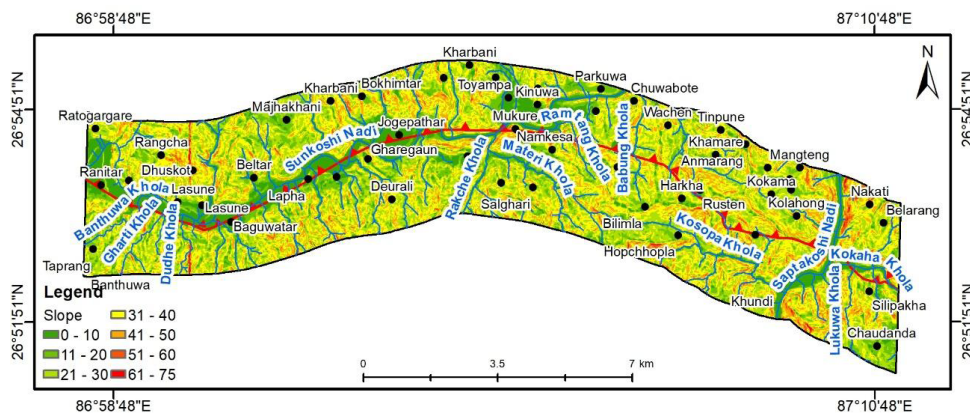 86°58'48"E
87°10'48"E
26°54'51"N
26°54'51"N
26°51'51"N
26°51'51"N
N
Kharbani
Kharbani
Bokhimtar
Toyampa
Kinuwa
Parkuwa
Chuwabote
Majhakhani
Ratogargare
Mukure
Ramtang Khola
Wachen
Tinpune
Sunkoshi Nadi
Jogepathar
Namkesa
Babung Khola
Khamare
Rangcha
Gharegaun
Materi Khola
Anmarang
Mangteng
Dhuskot
Beltar
Ranitar
Lapha
Deurali
Rakche Khola
Salghari
Harkha
Kokama
Nakati
Banthuwa Khola
Lasune
Lasune
Rusten
Kolahong
Belarang
Gharti Khola
Dudhe Khola
Baguwatar
Bilimla
Kosopa Khola
Saptakoshi Nadi
Hopchhopla
Kokaha Khola
Taprang
Banthuwa
Khundi
Lukuwa Khola
Silipakha
Chaudanda
Legend
Slope
0 - 10
11 - 20
21 - 30
31 - 40
41 - 50
51 - 60
61 - 75
0
3.5
7 km
86°58'48"E
87°10'48"E